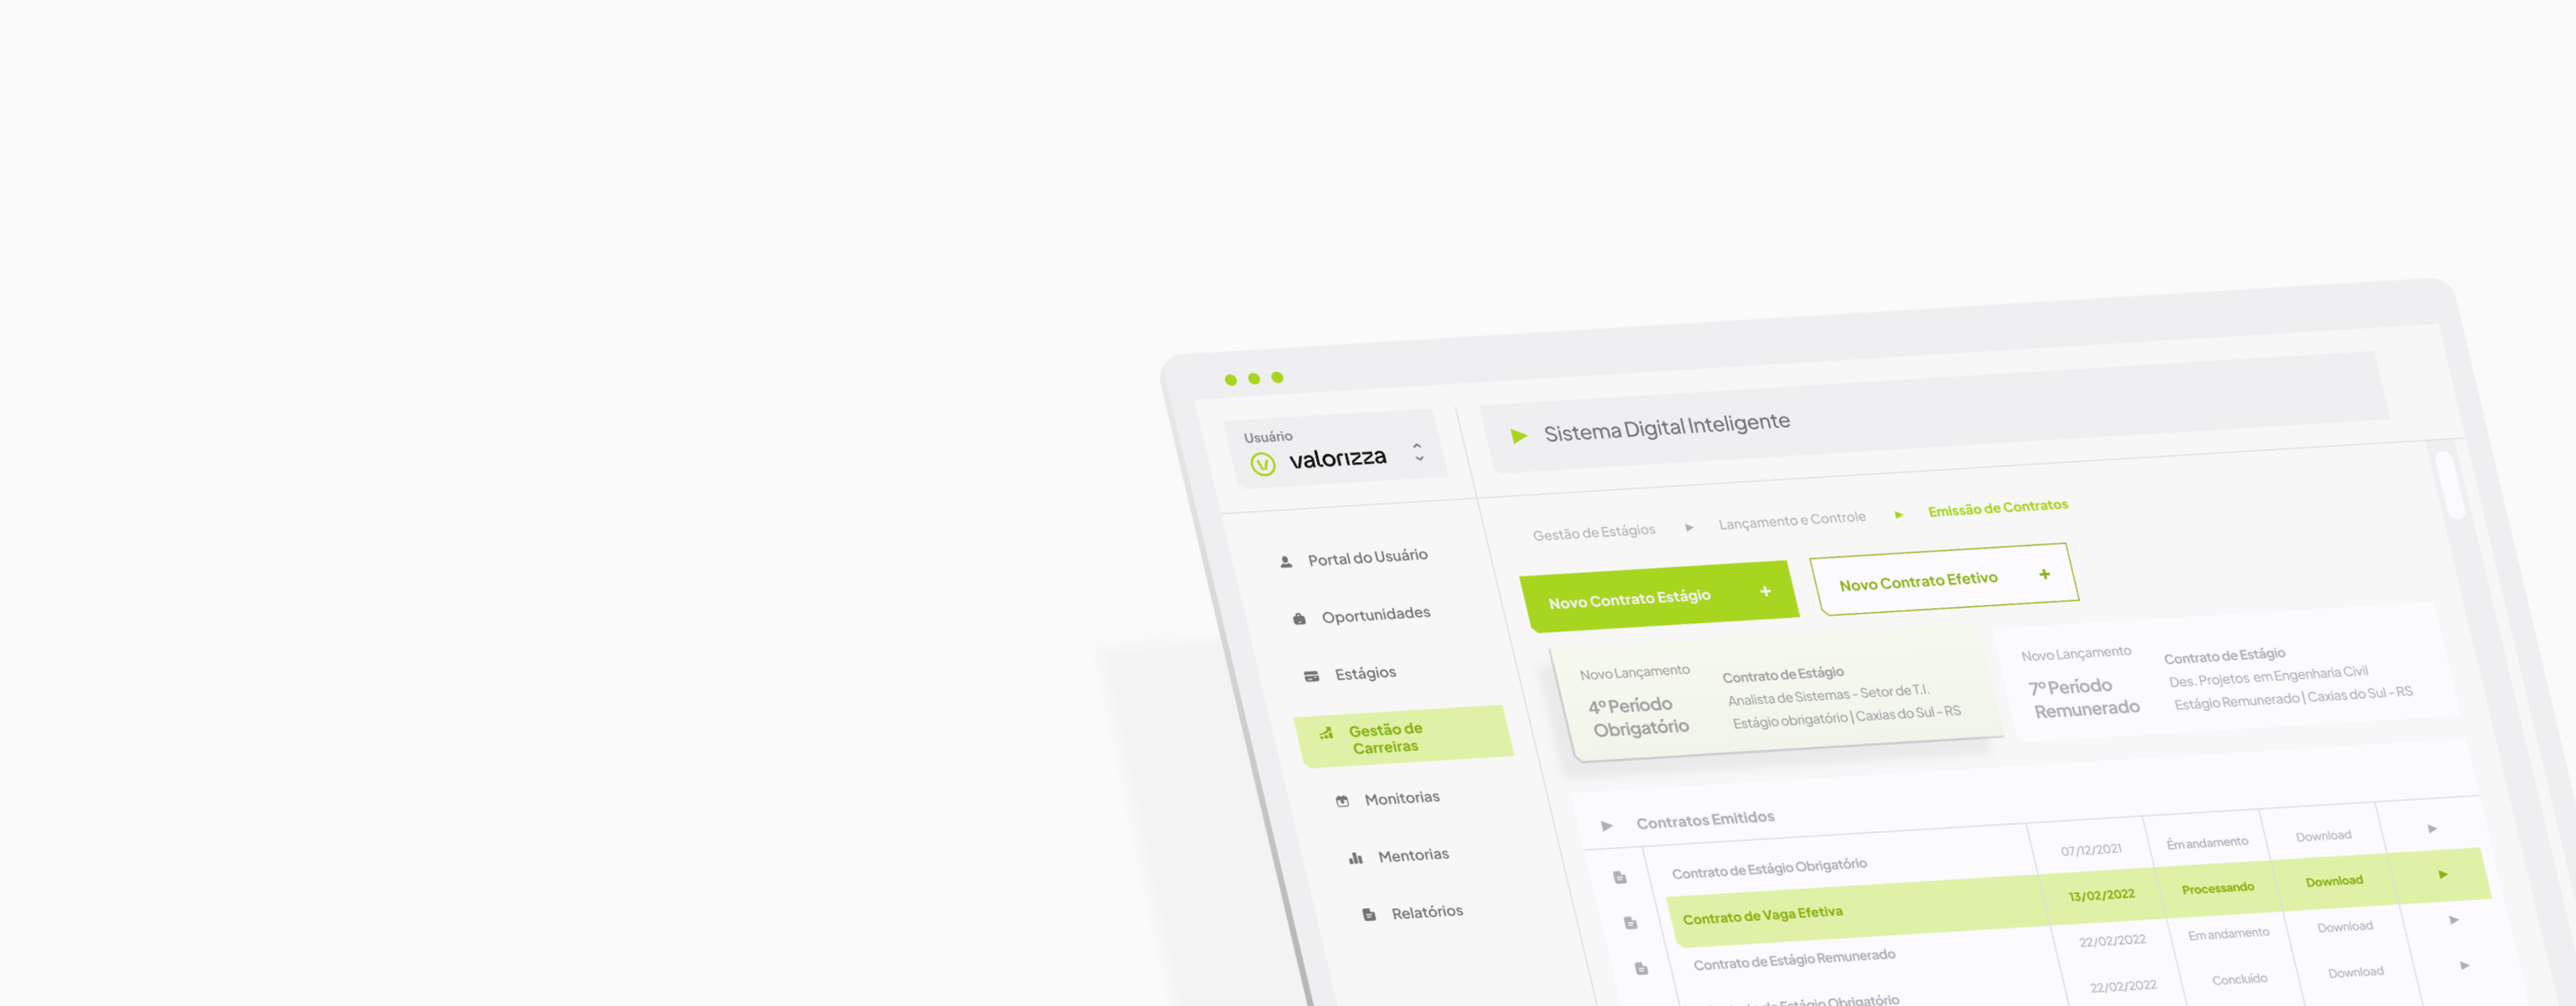 Usuário
valorizza
Sistema Digital Inteligente
Portal do Usuário
Oportunidades
Estágios
Gestão de
Carreiras
Monitorias
Mentorias
Relatórios
Gestão de Estágios ▶ Lançamento e Controle ▶ Emissão de Contratos
Novo Contrato Estágio +
Novo Contrato Efetivo +
Novo Lançamento
4º Período
Obrigatório
Contrato de Estágio
Analista de Sistemas - Setor de T.I.
Estágio obrigatório | Caxias do Sul - RS
Novo Lançamento
7º Período
Remunerado
Contrato de Estágio
Des. Projetos em Engenharia Civil
Estágio Remunerado | Caxias do Sul - RS
Contratos Emitidos
Contrato de Estágio Obrigatório 07/12/2021 Em andamento Download
Contrato de Vaga Efetiva 13/02/2022 Processando Download
Contrato de Estágio Remunerado 22/02/2022 Em andamento Download
de Estágio Obrigatório 22/02/2022 Concluído Download